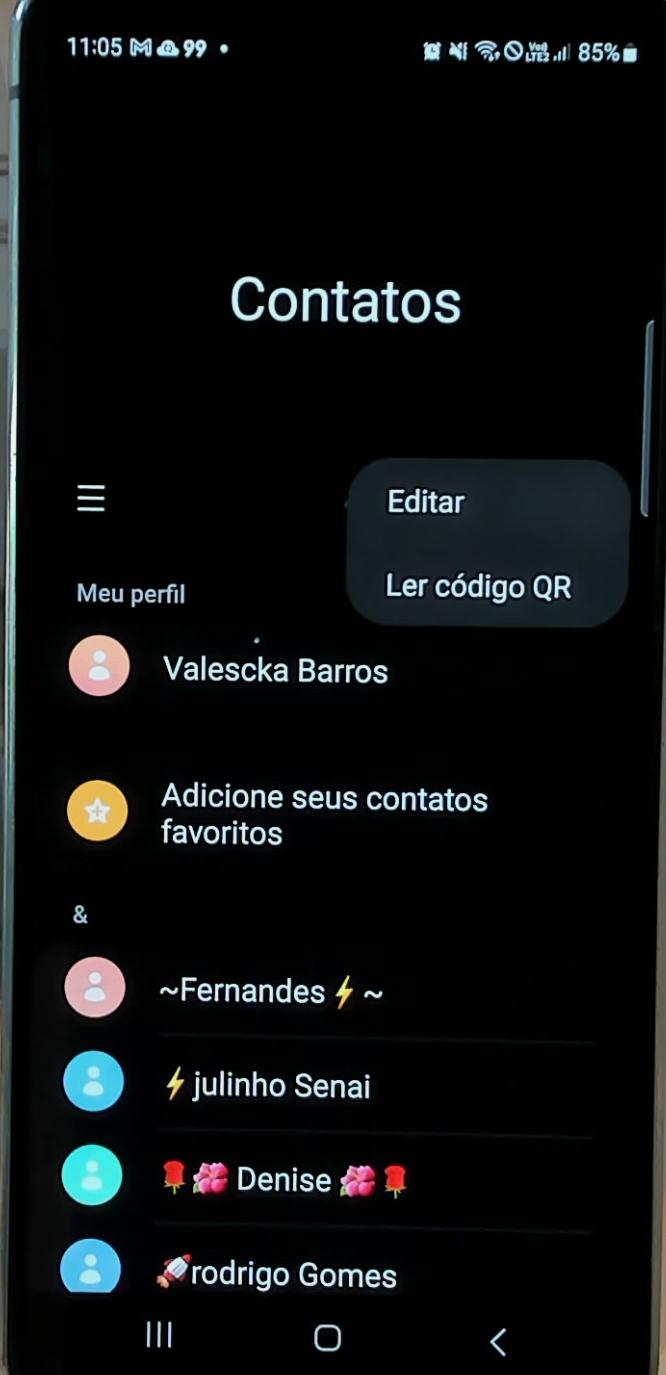 11:05 99
Vo) LTE2 85%
Contatos
Editar
Ler código QR
Meu perfil
Valescka Barros
Adicione seus contatos
favoritos
&
~Fernandes⚡~
⚡julinho Senai
🌹🌺 Denise 🌺🌹
🚀rodrigo Gomes